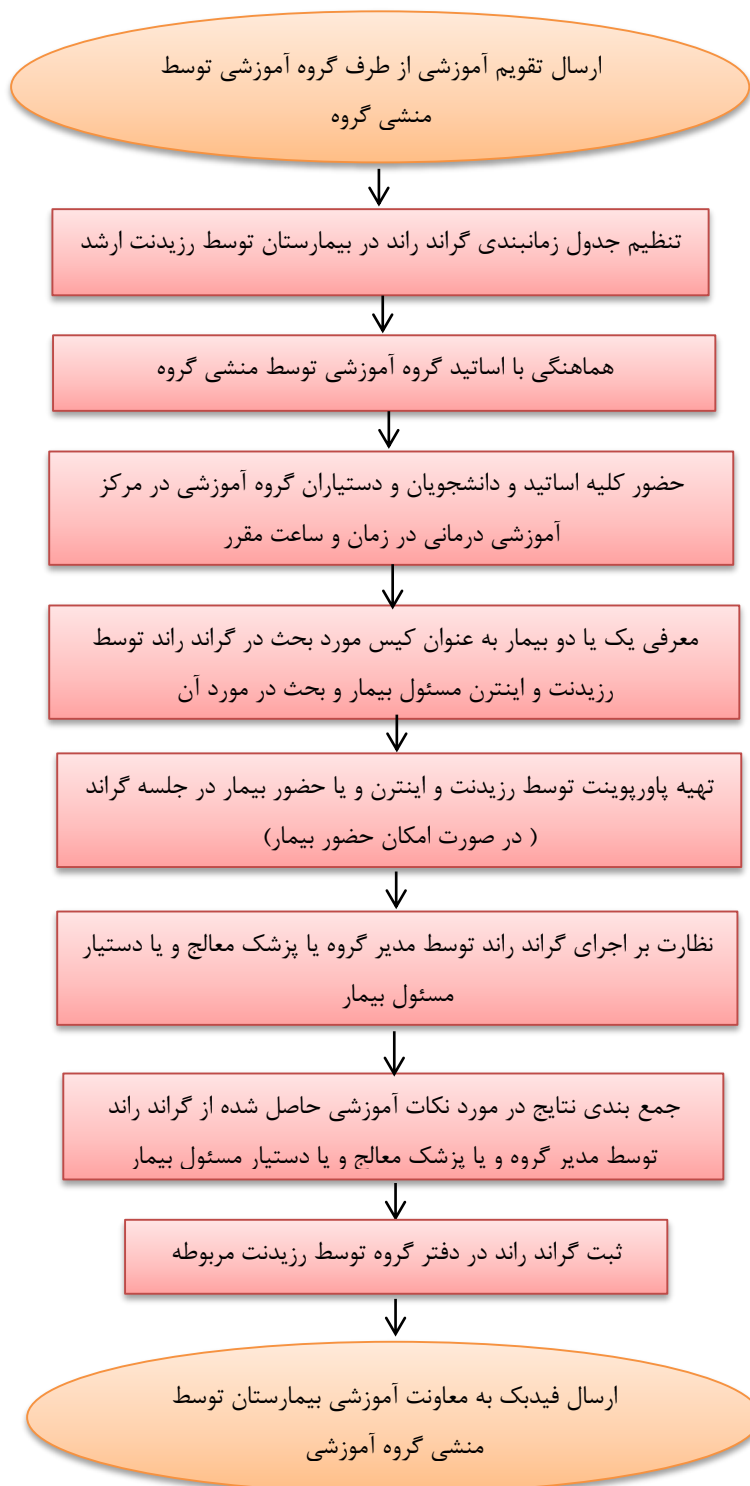 ارسال تقویم آموزشی از طرف گروه آموزشی توسط
منشی گروه
تنظیم جدول زمانبندی گراند راند در بیمارستان توسط رزیدنت ارشد
هماهنگی با اساتید گروه آموزشی توسط منشی گروه
حضور کلیه اساتید و دانشجویان و دستیاران گروه آموزشی در مرکز
آموزشی درمانی در زمان و ساعت مقرر
معرفی یک یا دو بیمار به عنوان کیس مورد بحث در گراند راند توسط
رزیدنت و اینترن مسئول بیمار و بحث در مورد آن
تهیه پاورپوینت توسط رزیدنت و اینترن و یا حضور بیمار در جلسه گراند
( در صورت امکان حضور بیمار)
نظارت بر اجرای گراند راند توسط مدیر گروه یا پزشک معالج و یا دستیار
مسئول بیمار
جمع بندی نتایج در مورد نکات آموزشی حاصل شده از گراند راند
توسط مدیر گروه و یا پزشک معالج و یا دستیار مسئول بیمار
ثبت گراند راند در دفتر گروه توسط رزیدنت مربوطه
ارسال فیدبک به معاونت آموزشی بیمارستان توسط
منشی گروه آموزشی